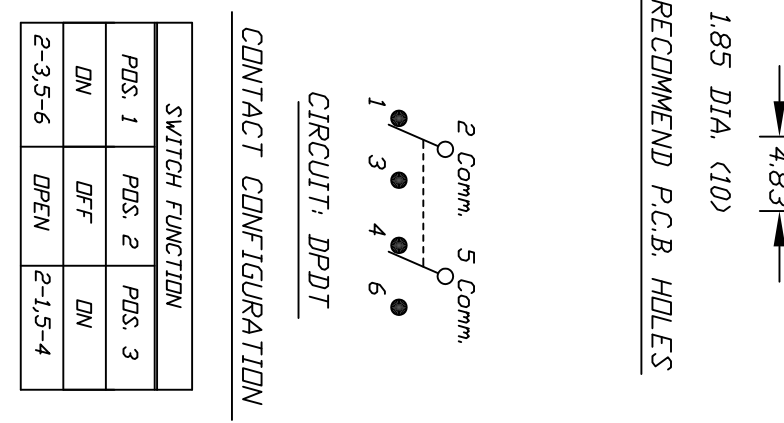 4.83
1.85 DIA. (10)
RECOMMEND P.C.B. HOLES
2 Comm. 5 Comm.
1 3 4 6
CIRCUIT: DPDT
CONTACT CONFIGURATION
SWITCH FUNCTION
POS. 1 POS. 2 POS. 3
ON OFF ON
2-3,5-6 OPEN 2-1,5-4